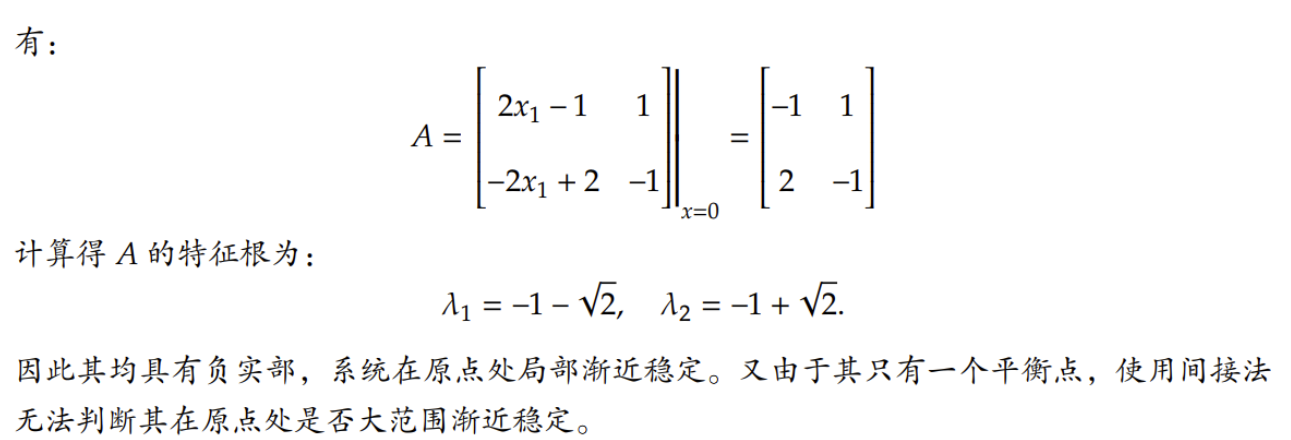 有：
A = [2x₁ − 1 1; −2x₁ + 2 −1]|ₓ₌₀ = [−1 1; 2 −1]
计算得 A 的特征根为：
λ₁ = −1 − √2, λ₂ = −1 + √2.
因此其均具有负实部，系统在原点处局部渐近稳定。又由于其只有一个平衡点，使用间接法
无法判断其在原点处是否大范围渐近稳定。